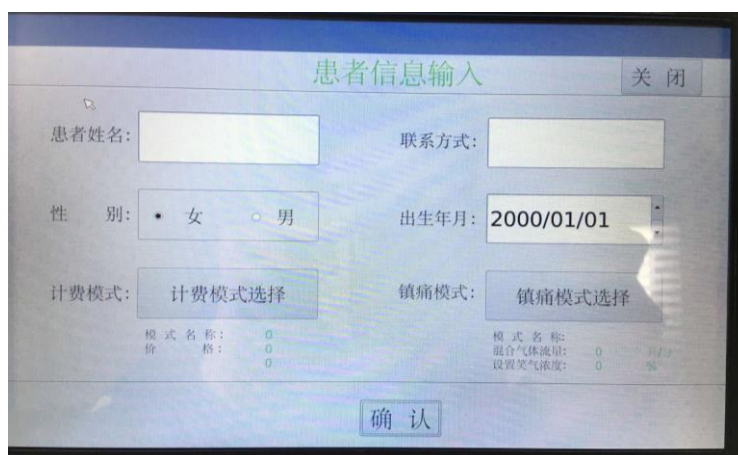 患者信息输入
关 闭
患者姓名:
联系方式:
性 别: 女 男
出生年月: 2000/01/01
计费模式: 计费模式选择
镇痛模式: 镇痛模式选择
模 式 名 称: 0
价 格: 0
0
模 式 名 称:
混合气体流量: 0
设置笑气浓度: 0 %
确 认